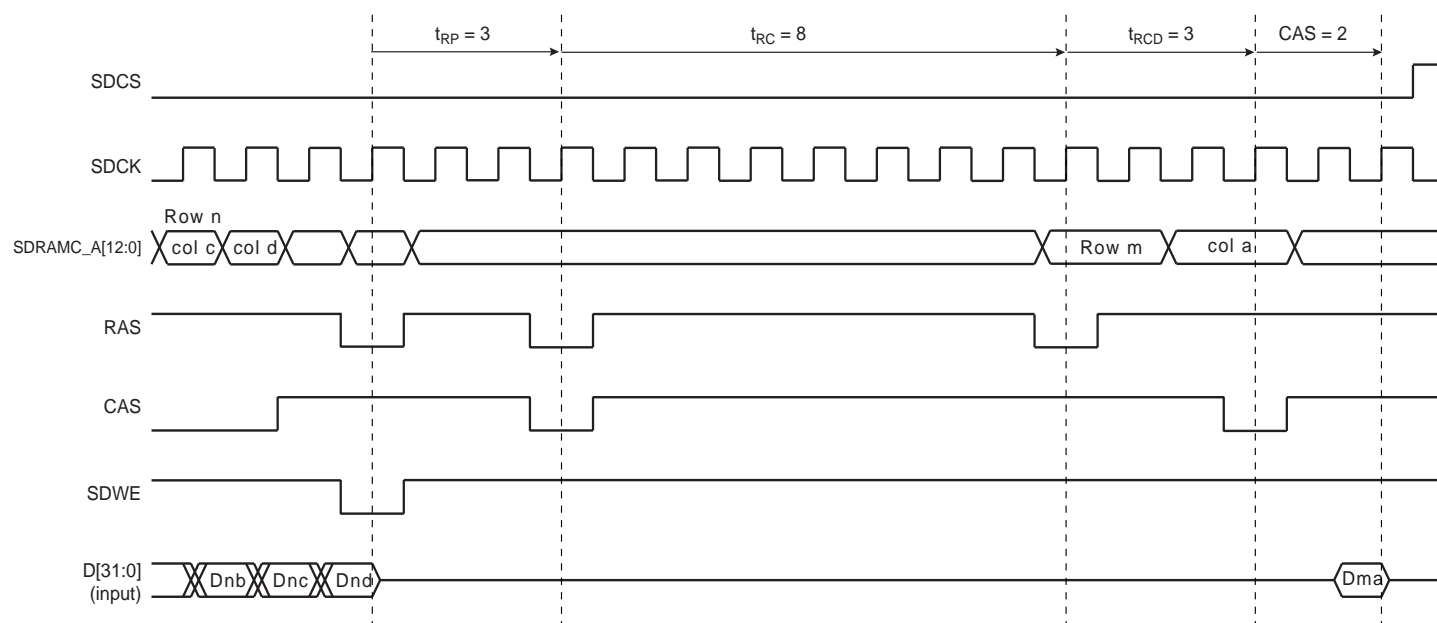 tRP = 3 tRC = 8 tRCD = 3 CAS = 2
SDCS
SDCK
Row n
SDRAMC_A[12:0] col c col d Row m col a
RAS
CAS
SDWE
D[31:0]
(input)
Dnb Dnc Dnd Dma